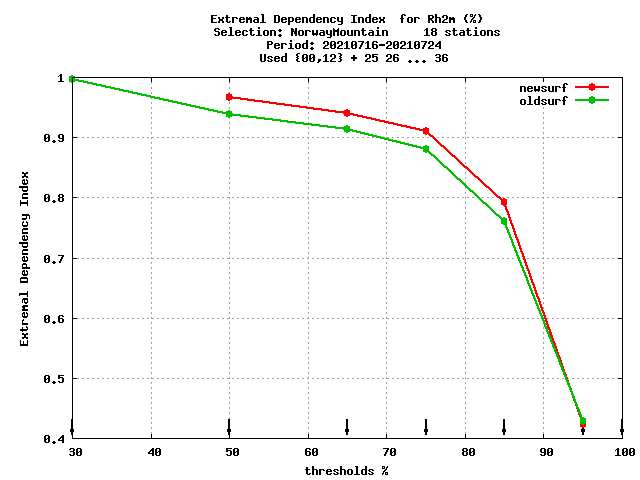 Extremal Dependency Index  for Rh2m (%)
Selection: NorwayMountain     18 stations
Period: 20210716-20210724
Used {00,12} + 25 26 ... 36
newsurf
oldsurf
Extremal Dependency Index
1
0.9
0.8
0.7
0.6
0.5
0.4
30 40 50 60 70 80 90 100
thresholds %